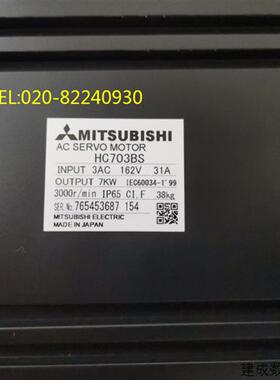 EL:020-82240930
MITSUBISHI
AC SERVO MOTOR
HC703BS
INPUT 3AC 162V 31A
OUTPUT 7KW IEC60034-1'99
3000r/min IP65 CI.F 38kg
SER.No.765453687 154
MITSUBISHI ELECTRIC
MADE IN JAPAN
建成数